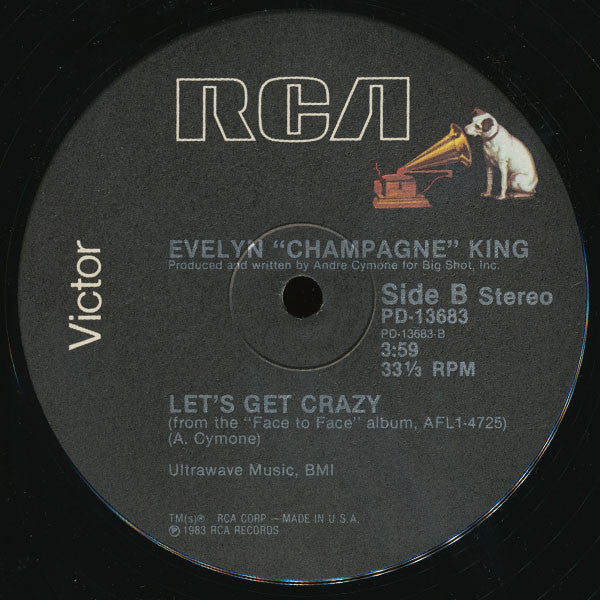 RCA
Victor
EVELYN “CHAMPAGNE” KING
Produced and written by Andre Cymone for Big Shot, Inc.
Side B Stereo
PD-13683
PD-13683-B
3:59
33⅓ RPM
LET'S GET CRAZY
(from the “Face to Face” album, AFL1-4725)
(A. Cymone)
Ultrawave Music, BMI
TM(s)® RCA CORP – MADE IN U.S.A.
℗ 1983 RCA RECORDS